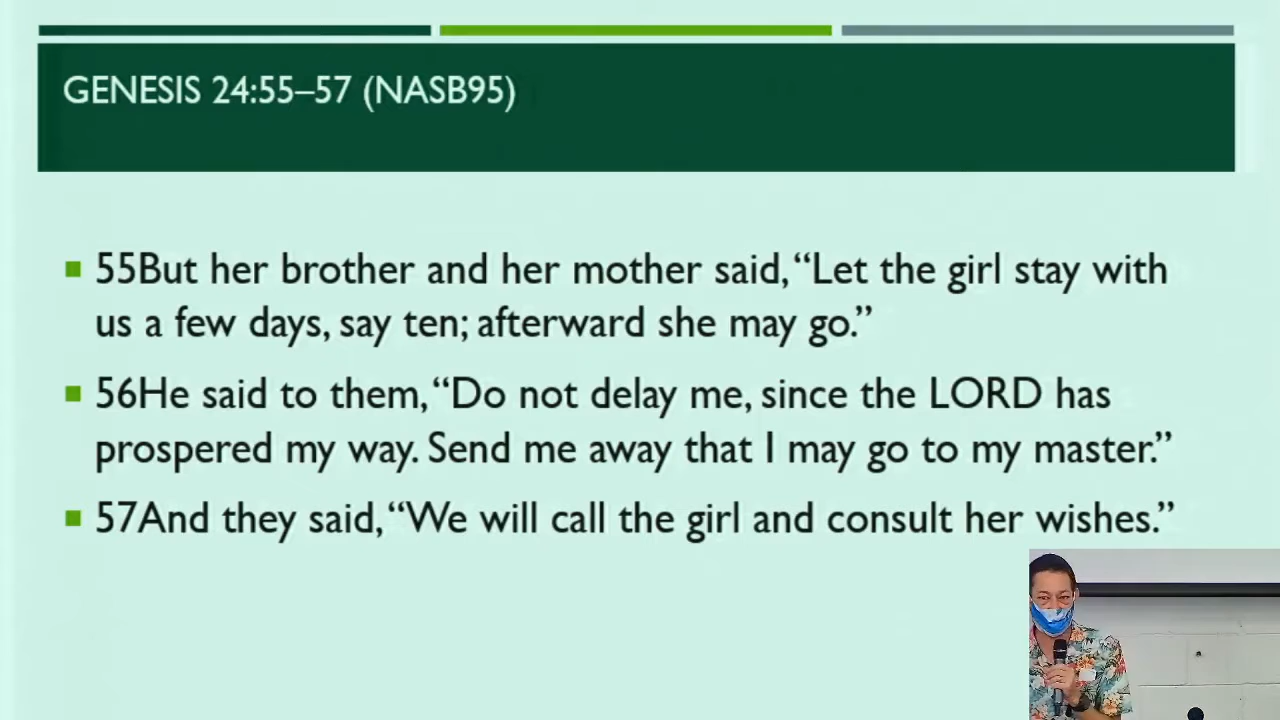 GENESIS 24:55–57 (NASB95)
55But her brother and her mother said, “Let the girl stay with
us a few days, say ten; afterward she may go.”
56He said to them, “Do not delay me, since the LORD has
prospered my way. Send me away that I may go to my master.”
57And they said, “We will call the girl and consult her wishes.”